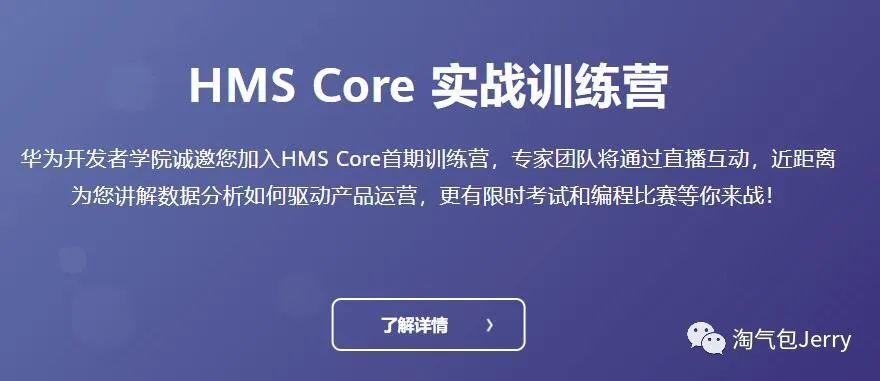 HMS Core 实战训练营
华为开发者学院诚邀您加入HMS Core首期训练营，专家团队将通过直播互动，近距离
为您讲解数据分析如何驱动产品运营，更有限时考试和编程比赛等你来战！
了解详情 〉
淘气包Jerry